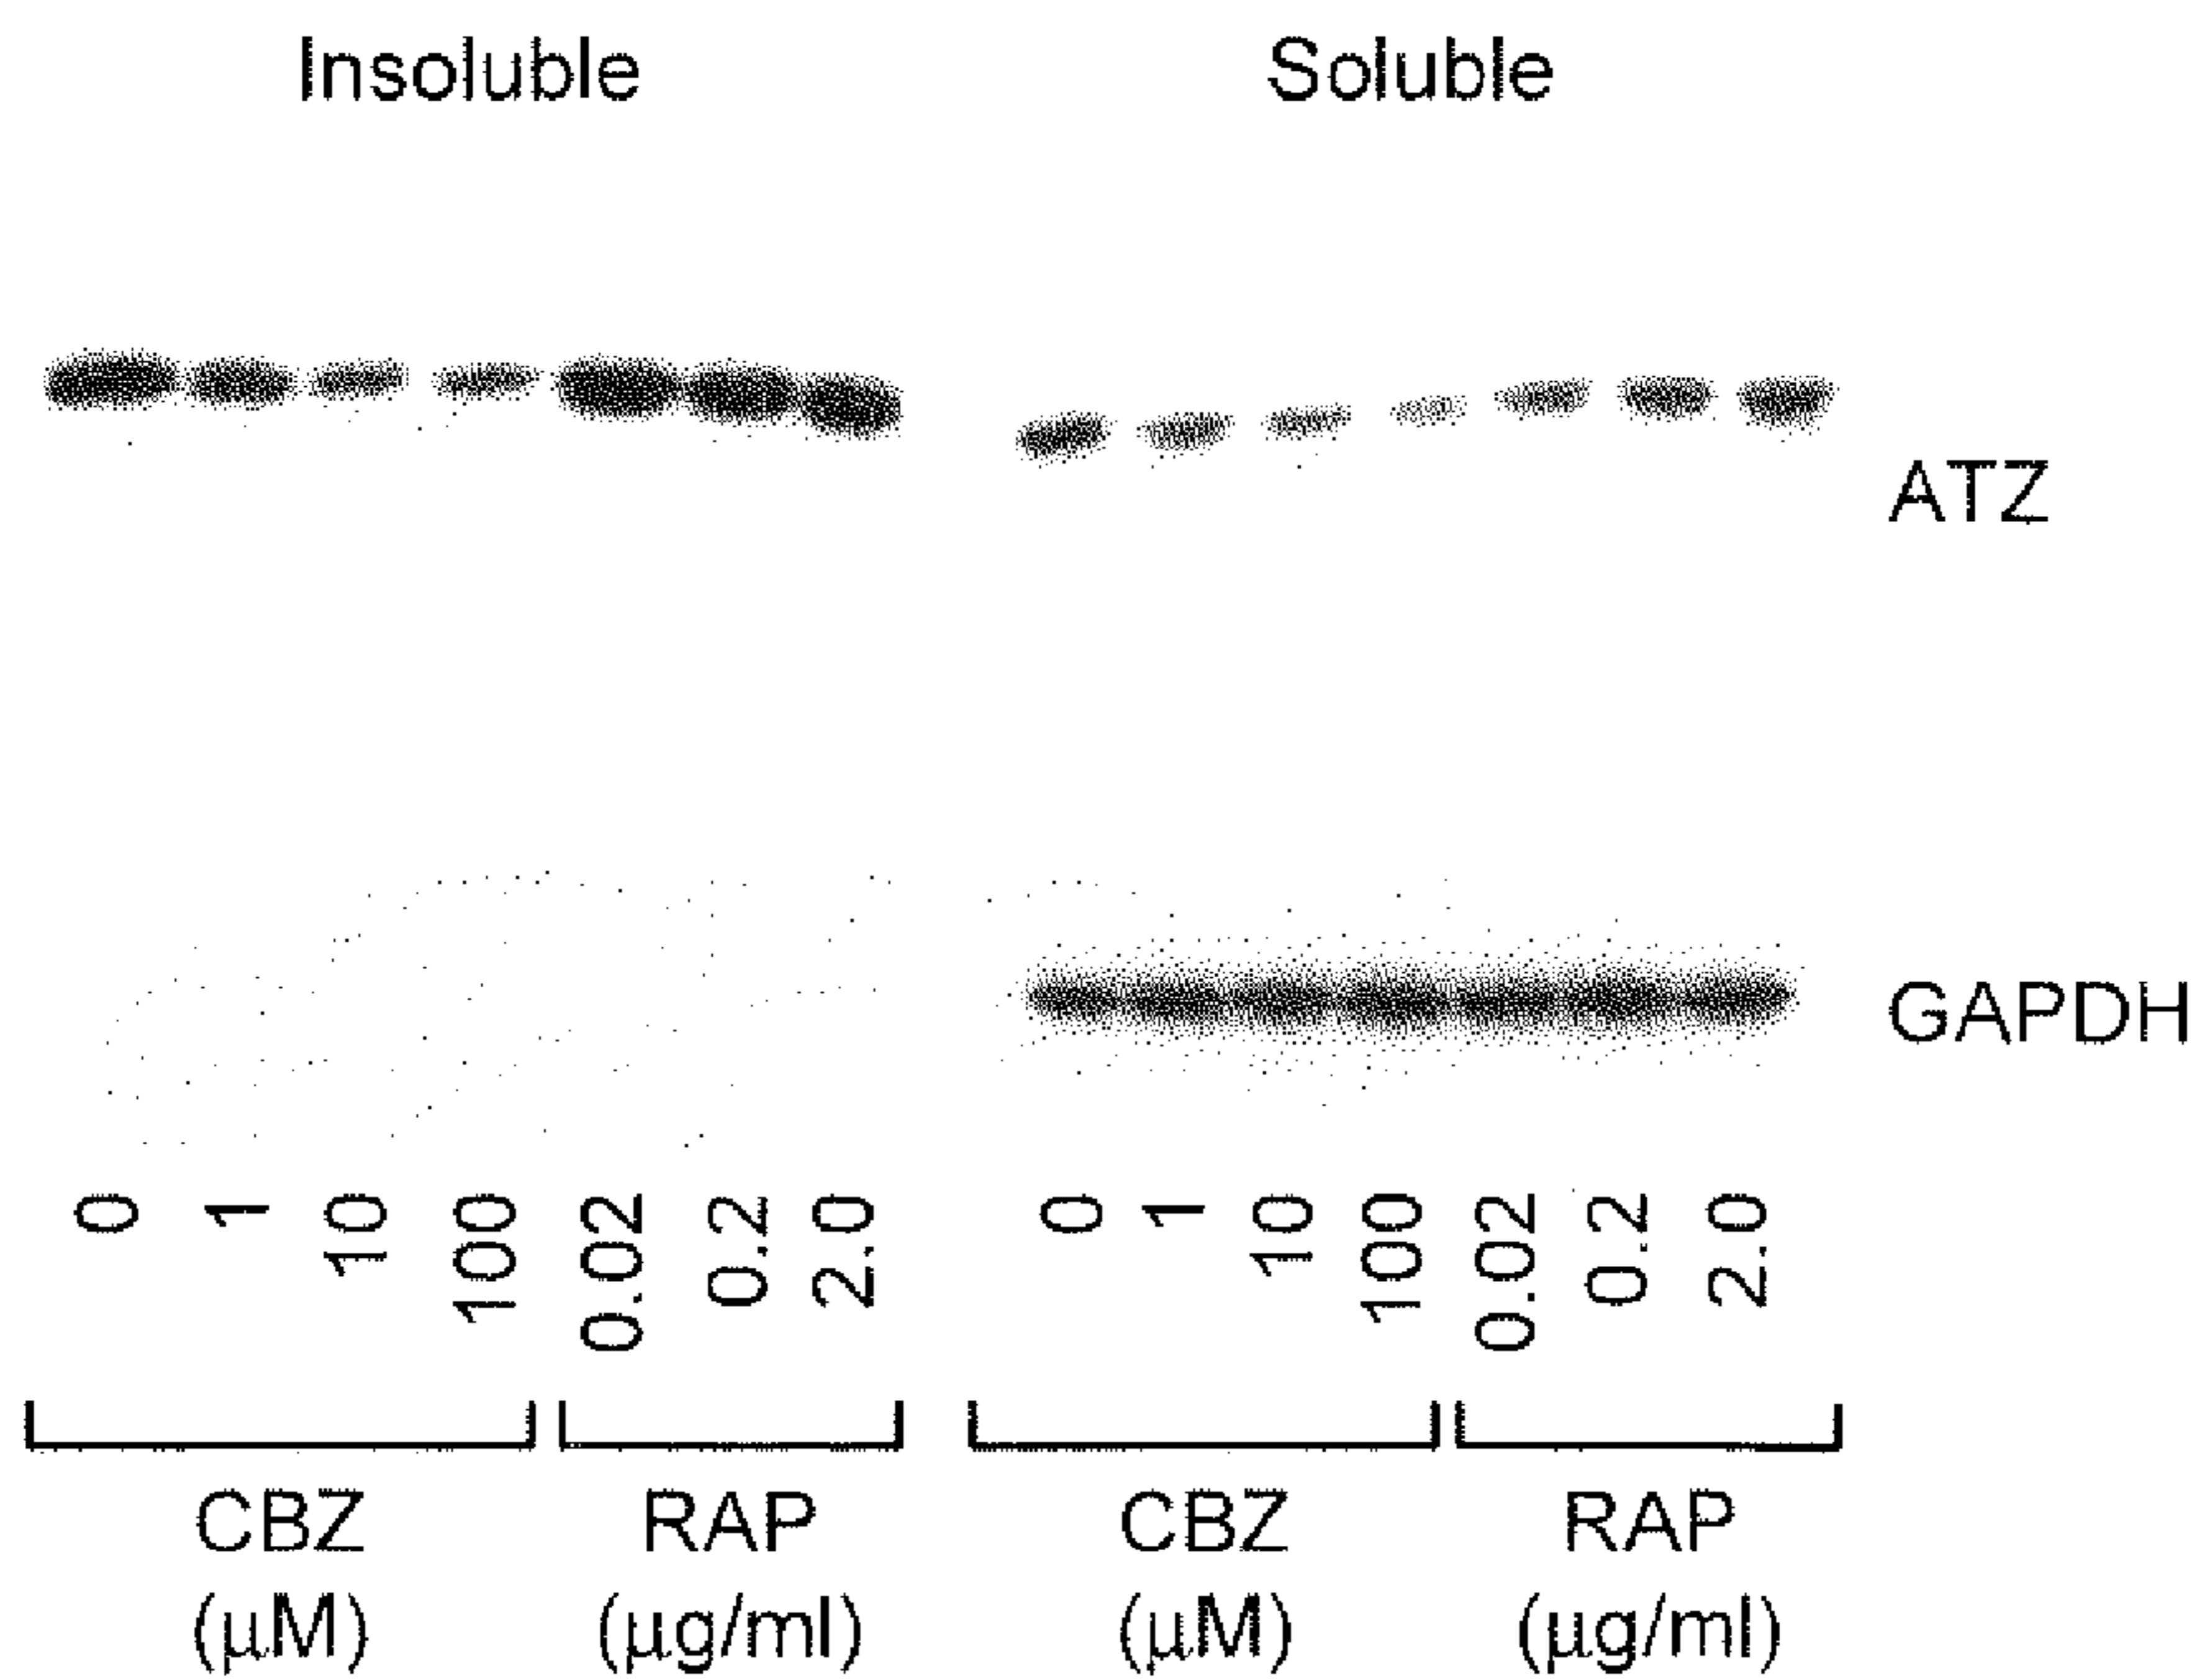 Insoluble Soluble
ATZ
GAPDH
0 1 10 100 0.02 0.2 2.0 0 1 10 100 0.02 0.2 2.0
CBZ RAP CBZ RAP
(μM) (μg/ml) (μM) (μg/ml)